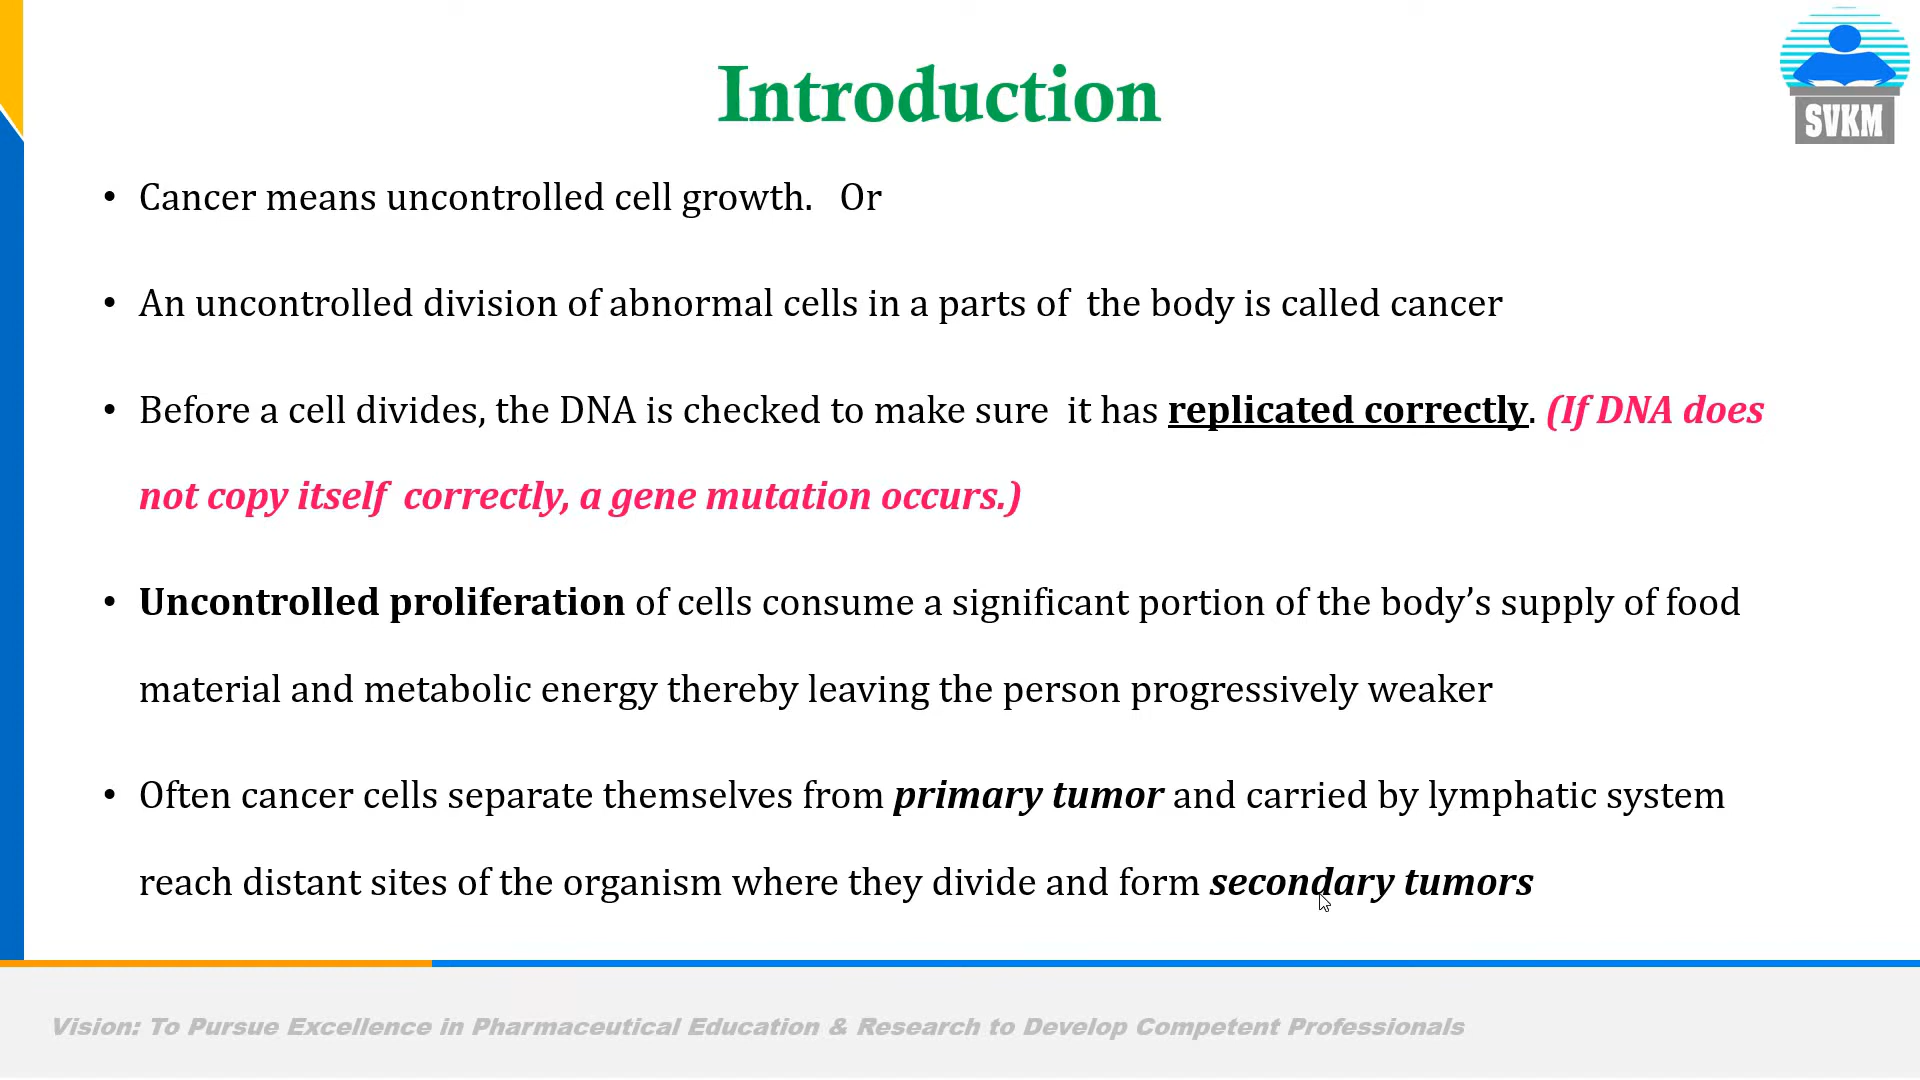 Introduction
SVKM
• Cancer means uncontrolled cell growth. Or
• An uncontrolled division of abnormal cells in a parts of the body is called cancer
• Before a cell divides, the DNA is checked to make sure it has replicated correctly. (If DNA does
not copy itself correctly, a gene mutation occurs.)
• Uncontrolled proliferation of cells consume a significant portion of the body’s supply of food
material and metabolic energy thereby leaving the person progressively weaker
• Often cancer cells separate themselves from primary tumor and carried by lymphatic system
reach distant sites of the organism where they divide and form secondary tumors
Vision: To Pursue Excellence in Pharmaceutical Education & Research to Develop Competent Professionals